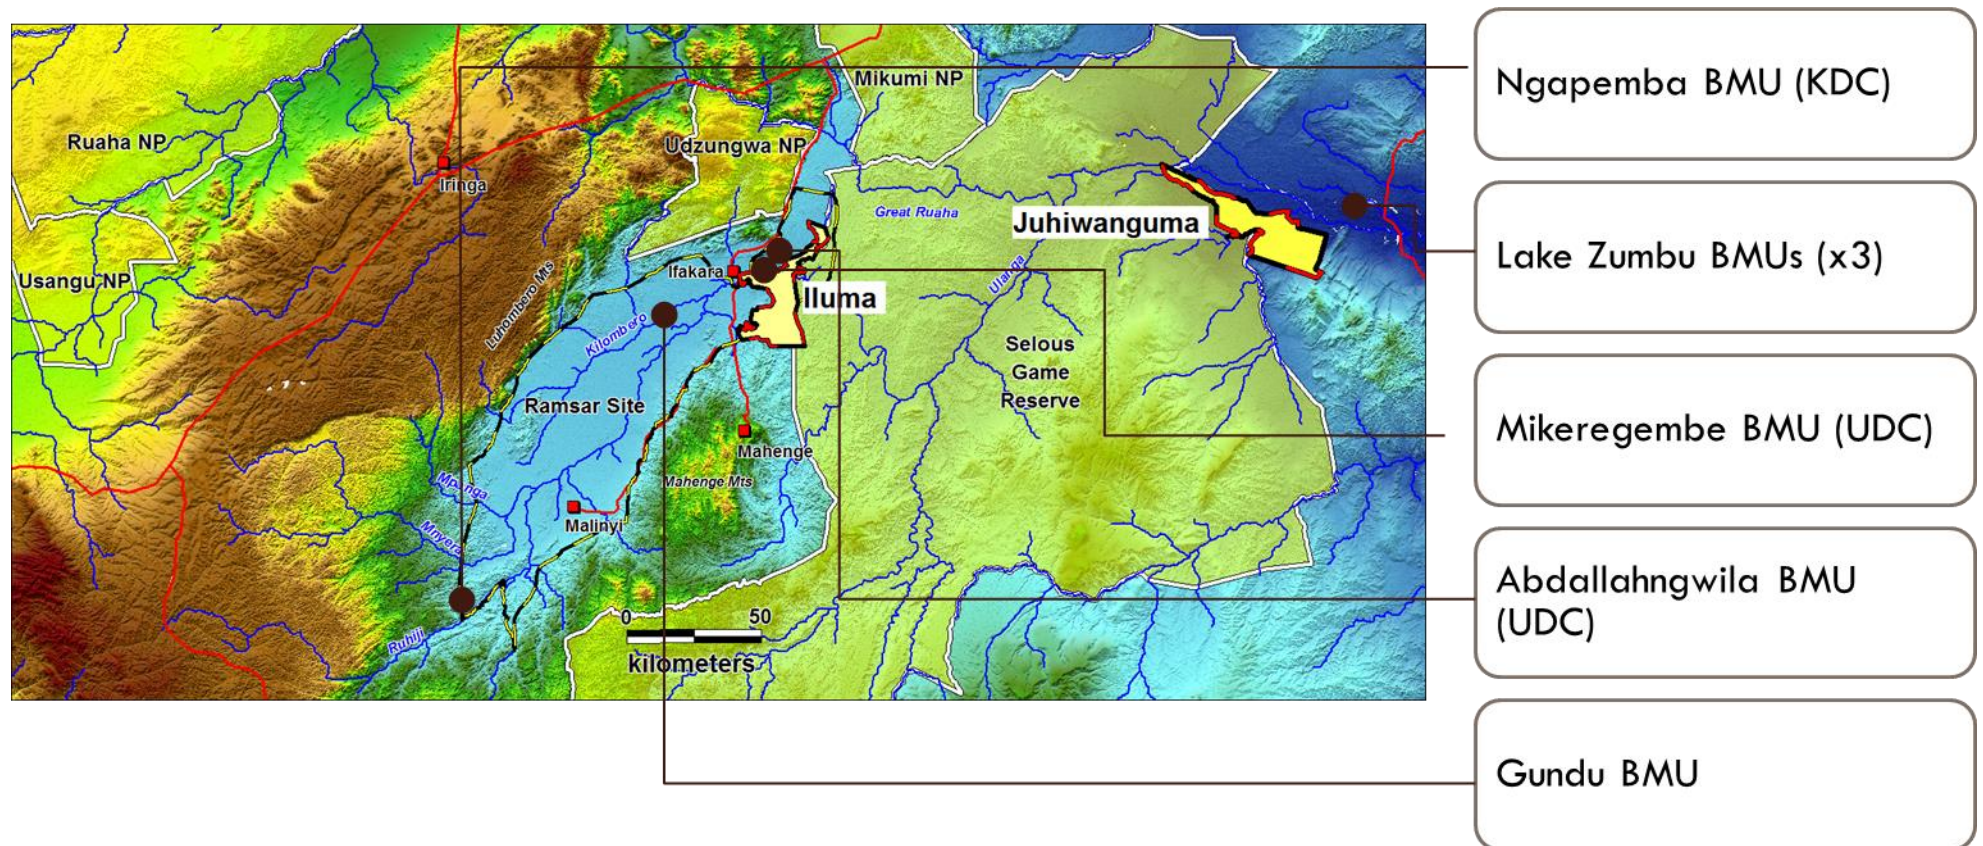 Mikumi NP
Ruaha NP
Udzungwa NP
Iringa
Great Ruaha
Juhiwanguma
Usangu NP
Luhombero Mts
Ifakara
Iluma
Ulanga
Kilombero
Selous
Game
Reserve
Ramsar Site
Mahenge
Mahenge Mts
Mpanga
Mnyera
Malinyi
Ruhiji
0 50
kilometers
Ngapemba BMU (KDC)
Lake Zumbu BMUs (x3)
Mikeregembe BMU (UDC)
Abdallahngwila BMU
(UDC)
Gundu BMU